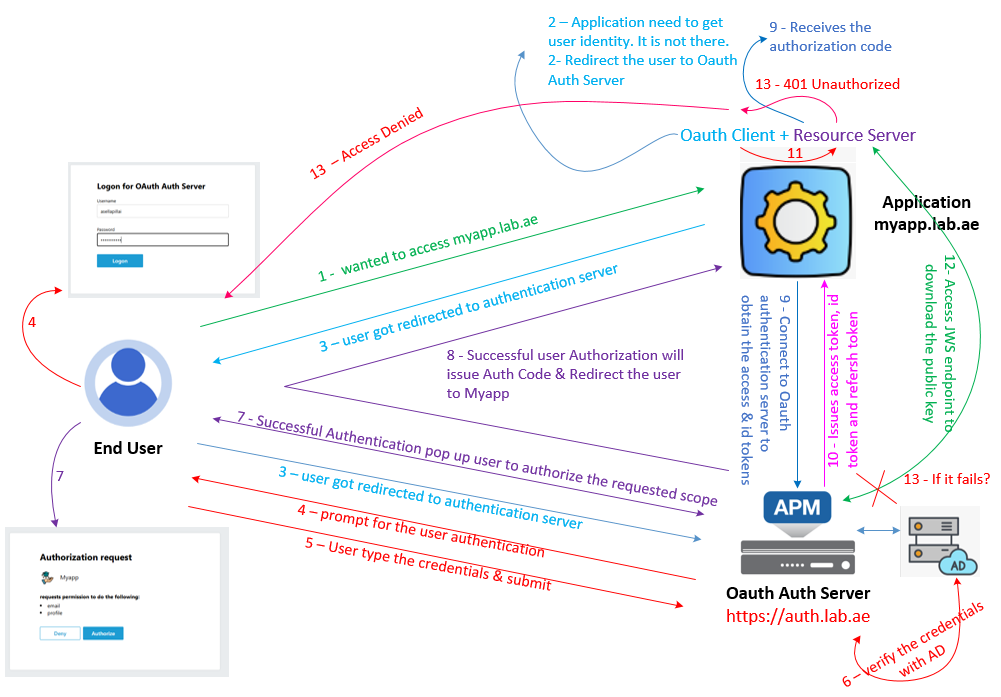 2 – Application need to get
user identity. It is not there.
2- Redirect the user to Oauth
Auth Server
9 - Receives the
authorization code
13 - 401 Unauthorized
13 – Access Denied
Oauth Client + Resource Server
11
Application
myapp.lab.ae
Logon for OAuth Auth Server
Username
Password
Logon
1 - wanted to access myapp.lab.ae
3 – user got redirected to authentication server
4
8 - Successful user Authorization will
issue Auth Code & Redirect the user
to Myapp
9 - Connect to Oauth
authentication server to
obtain the access & id tokens
10 - Issues access token, id
token and refersh token
12- Access JWS endpoint to
download the public key
End User
7
7 - Successful Authentication pop up user to authorize the requested scope
3 – user got redirected to authentication server
4 – prompt for the user authentication
5 – User type the credentials & submit
13 - If it fails?
APM
AD
Oauth Auth Server
https://auth.lab.ae
6 – verify the credentials
with AD
Authorization request
Myapp
requests permission to do the following:
email
profile
Deny
Authorize